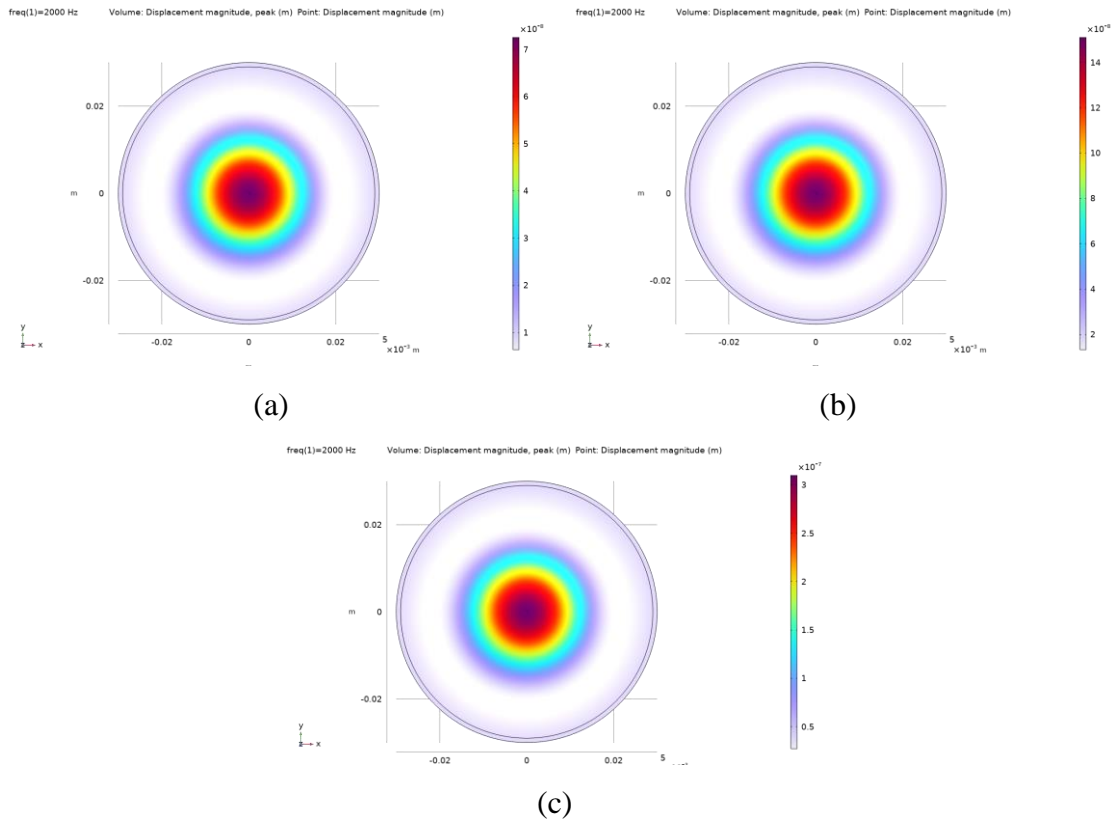 freq(1)=2000 Hz Volume: Displacement magnitude, peak (m) Point: Displacement magnitude (m)
×10⁻⁸
7
6
5
4
3
2
1
0.02
m 0
-0.02
y
z x
-0.02 0 0.02 5
×10⁻³ m
(a)
freq(1)=2000 Hz Volume: Displacement magnitude, peak (m) Point: Displacement magnitude (m)
×10⁻⁸
14
12
10
8
6
4
2
0.02
m 0
-0.02
y
z x
-0.02 0 0.02 5
×10⁻³ m
(b)
freq(1)=2000 Hz Volume: Displacement magnitude, peak (m) Point: Displacement magnitude (m)
×10⁻⁷
3
2.5
2
1.5
1
0.5
0.02
m 0
-0.02
y
z x
-0.02 0 0.02 5
(c)